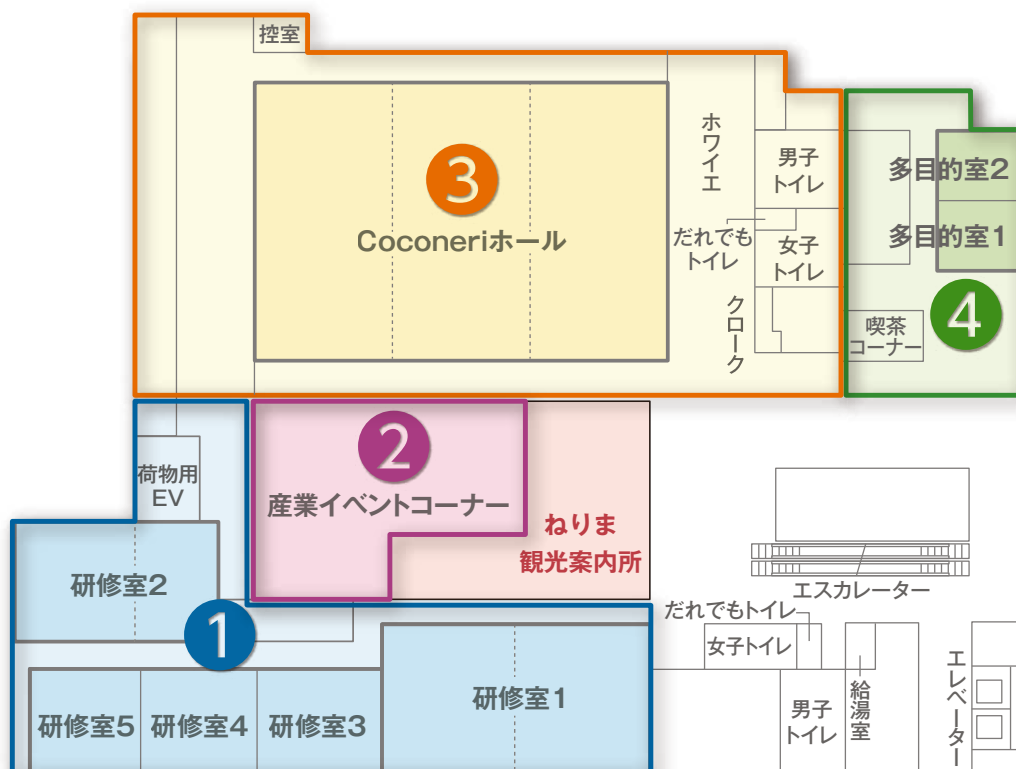 控室
ホワイエ
男子
トイレ
多目的室2
3
Coconeriホール
だれでも
トイレ
女子
トイレ
多目的室1
クローク
喫茶
コーナー
4
2
産業イベントコーナー
荷物用
EV
ねりま
観光案内所
エスカレーター
研修室2
1
だれでもトイレ
女子トイレ
研修室5
研修室4
研修室3
研修室1
男子
トイレ
給湯室
エレベーター